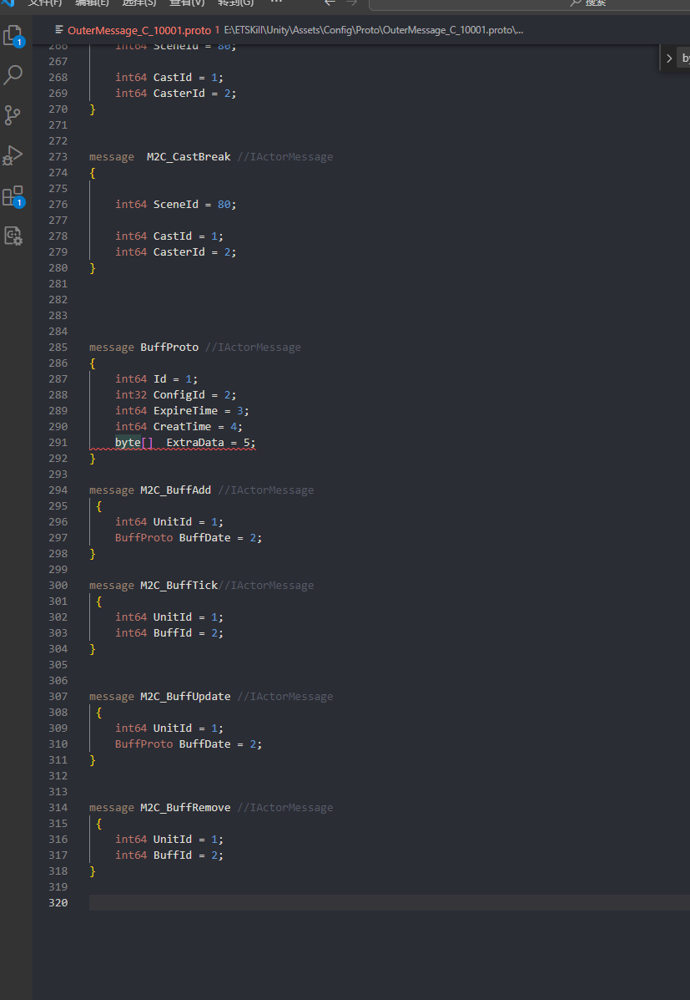 文件(F) 编辑(E) 选择(S) 查看(V) 转到(G) ··· ← → 搜索
OuterMessage_C_10001.proto 1 E:\ETSKill\Unity\Assets\Config\Proto\OuterMessage_C_10001.proto\...
1
1
by
266 int64 SceneId = 80;
267
268 int64 CastId = 1;
269 int64 CasterId = 2;
270 }
271
272
273 message  M2C_CastBreak //IActorMessage
274 {
275
276 int64 SceneId = 80;
277
278 int64 CastId = 1;
279 int64 CasterId = 2;
280 }
281
282
283
284
285 message BuffProto //IActorMessage
286 {
287 int64 Id = 1;
288 int32 ConfigId = 2;
289 int64 ExpireTime = 3;
290 int64 CreatTime = 4;
291 byte[]  ExtraData = 5;
292 }
293
294 message M2C_BuffAdd //IActorMessage
295 {
296 int64 UnitId = 1;
297 BuffProto BuffDate = 2;
298 }
299
300 message M2C_BuffTick//IActorMessage
301 {
302 int64 UnitId = 1;
303 int64 BuffId = 2;
304 }
305
306
307 message M2C_BuffUpdate //IActorMessage
308 {
309 int64 UnitId = 1;
310 BuffProto BuffDate = 2;
311 }
312
313
314 message M2C_BuffRemove //IActorMessage
315 {
316 int64 UnitId = 1;
317 int64 BuffId = 2;
318 }
319
320